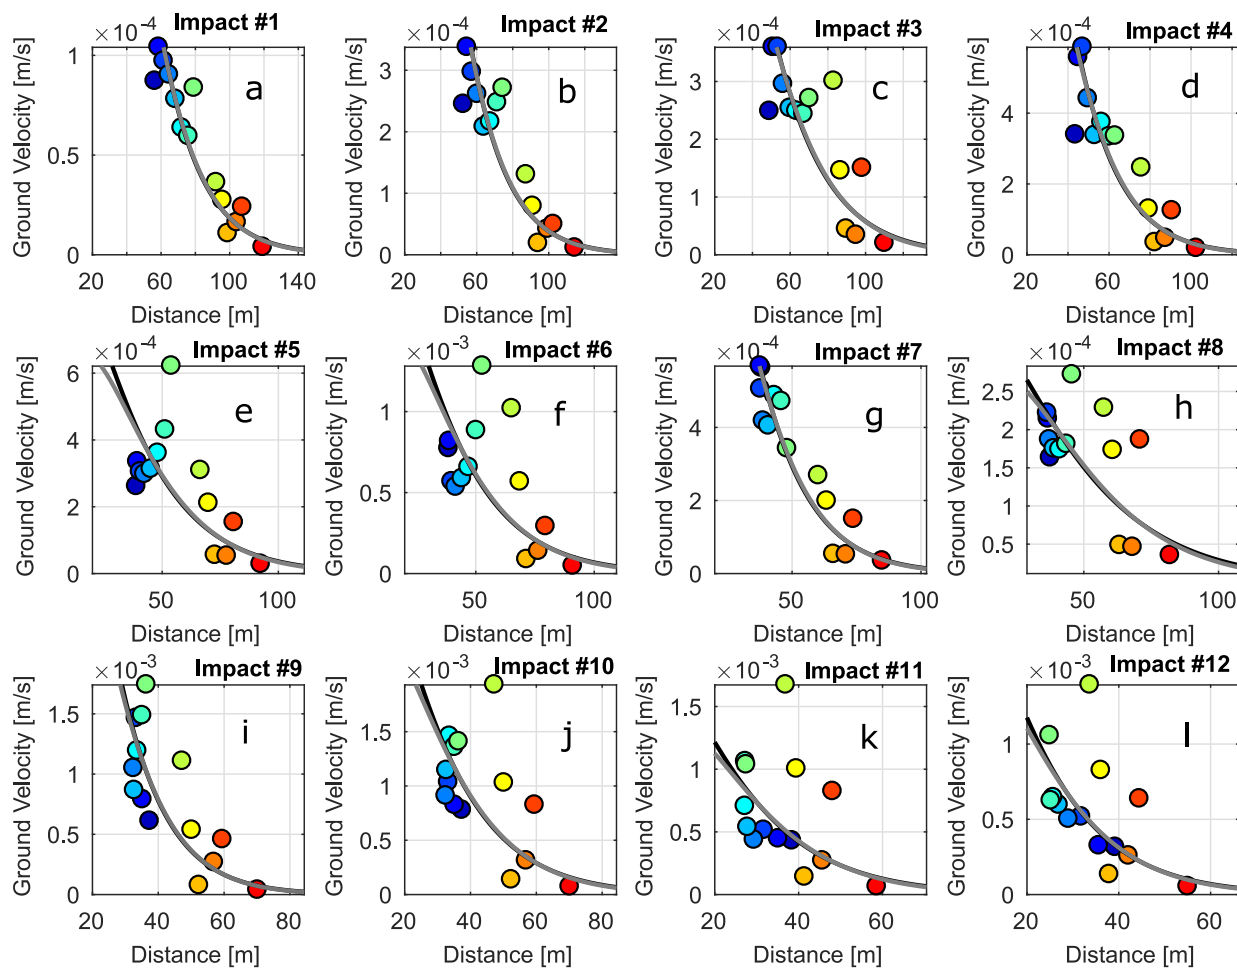 ×10⁻⁴ Impact #1
Ground Velocity [m/s]
1
0.5
0
a
20 60 100 140
Distance [m]
×10⁻⁴ Impact #2
Ground Velocity [m/s]
3
2
1
0
b
20 60 100
Distance [m]
×10⁻⁴ Impact #3
Ground Velocity [m/s]
3
2
1
0
c
20 60 100
Distance [m]
×10⁻⁴ Impact #4
Ground Velocity [m/s]
4
2
0
d
20 60 100
Distance [m]
×10⁻⁴ Impact #5
Ground Velocity [m/s]
6
4
2
0
e
50 100
Distance [m]
×10⁻³ Impact #6
Ground Velocity [m/s]
1
0.5
0
f
50 100
Distance [m]
×10⁻⁴ Impact #7
Ground Velocity [m/s]
4
2
0
g
50 100
Distance [m]
×10⁻⁴ Impact #8
Ground Velocity [m/s]
2.5
2
1.5
1
0.5
h
50 100
Distance [m]
×10⁻³ Impact #9
Ground Velocity [m/s]
1.5
1
0.5
0
i
20 40 60 80
Distance [m]
×10⁻³ Impact #10
Ground Velocity [m/s]
1.5
1
0.5
0
j
20 40 60 80
Distance [m]
×10⁻³ Impact #11
Ground Velocity [m/s]
1.5
1
0.5
0
k
20 40 60
Distance [m]
×10⁻³ Impact #12
Ground Velocity [m/s]
1
0.5
0
l
20 40 60
Distance [m]